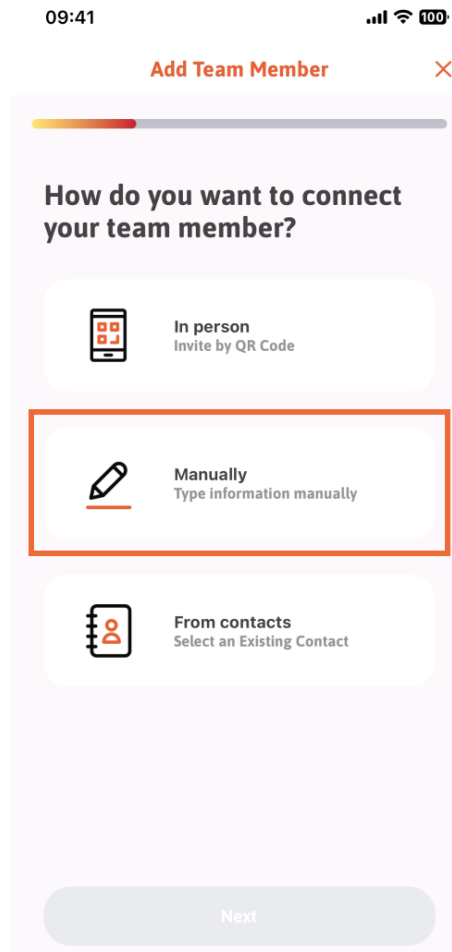 09:41
100
Add Team Member
How do you want to connect
your team member?
In person
Invite by QR Code
Manually
Type information manually
From contacts
Select an Existing Contact
Next